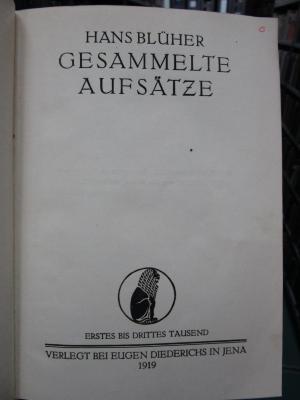 HANS BLÜHER
GESAMMELTE
AUFSÄTZE
ERSTES BIS DRITTES TAUSEND
VERLEGT BEI EUGEN DIEDERICHS IN JENA
1919